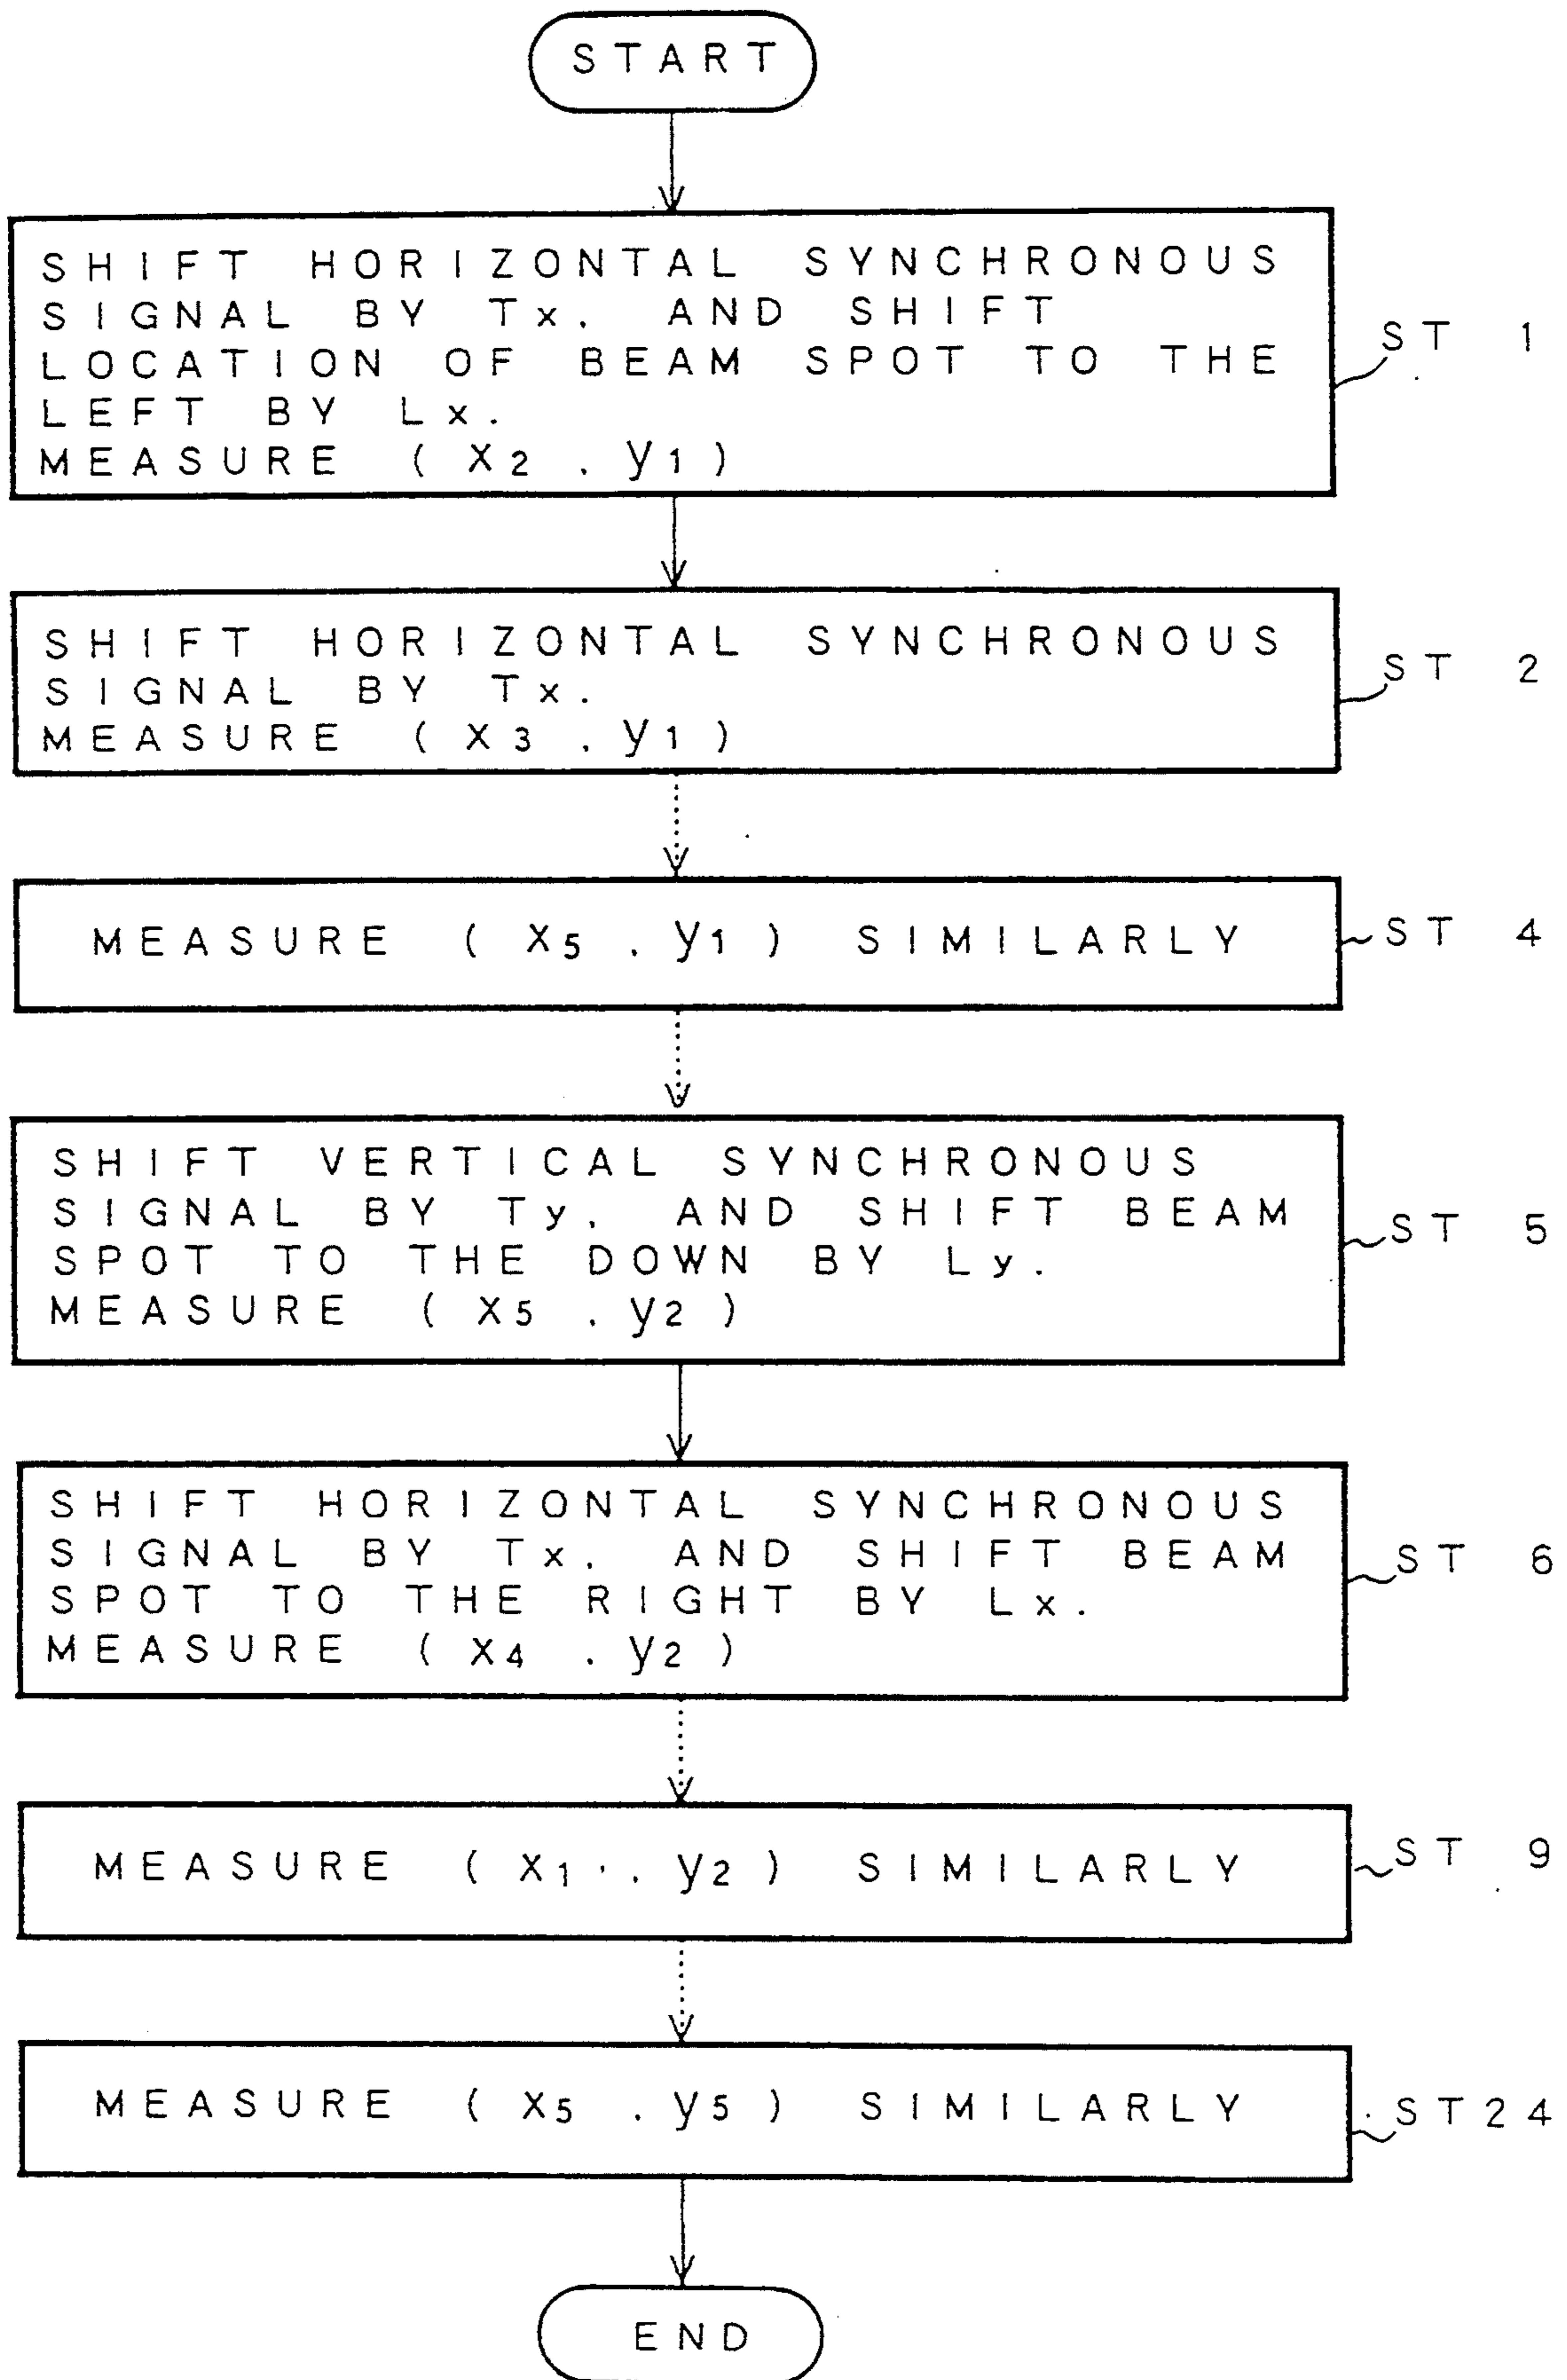 START
SHIFT HORIZONTAL SYNCHRONOUS
SIGNAL BY Tx. AND SHIFT
LOCATION OF BEAM SPOT TO THE
LEFT BY Lx.
MEASURE (x2 . y1)
ST 1
SHIFT HORIZONTAL SYNCHRONOUS
SIGNAL BY Tx.
MEASURE (x3 . y1)
ST 2
MEASURE (x5 . y1) SIMILARLY
ST 4
SHIFT VERTICAL SYNCHRONOUS
SIGNAL BY Ty. AND SHIFT BEAM
SPOT TO THE DOWN BY Ly.
MEASURE (x5 . y2)
ST 5
SHIFT HORIZONTAL SYNCHRONOUS
SIGNAL BY Tx. AND SHIFT BEAM
SPOT TO THE RIGHT BY Lx.
MEASURE (x4 . y2)
ST 6
MEASURE (x1 . y2) SIMILARLY
ST 9
MEASURE (x5 . y5) SIMILARLY
ST24
END